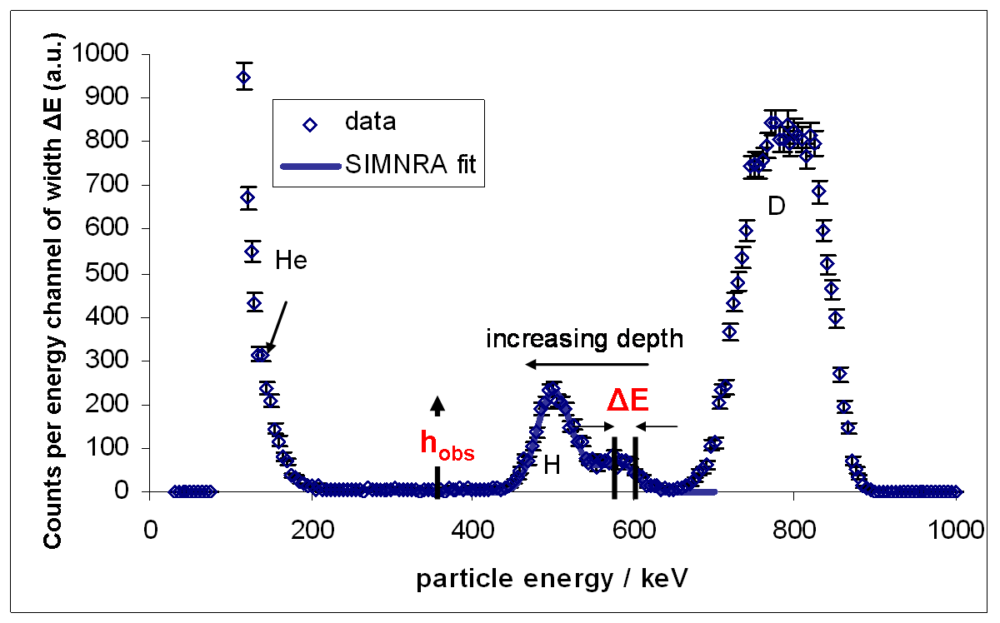 Counts per energy channel of width ΔE (a.u.)
1000
900
800
700
600
500
400
300
200
100
0
data
SIMNRA fit
He
D
increasing depth
ΔE
hobs
H
0
200
400
600
800
1000
particle energy / keV